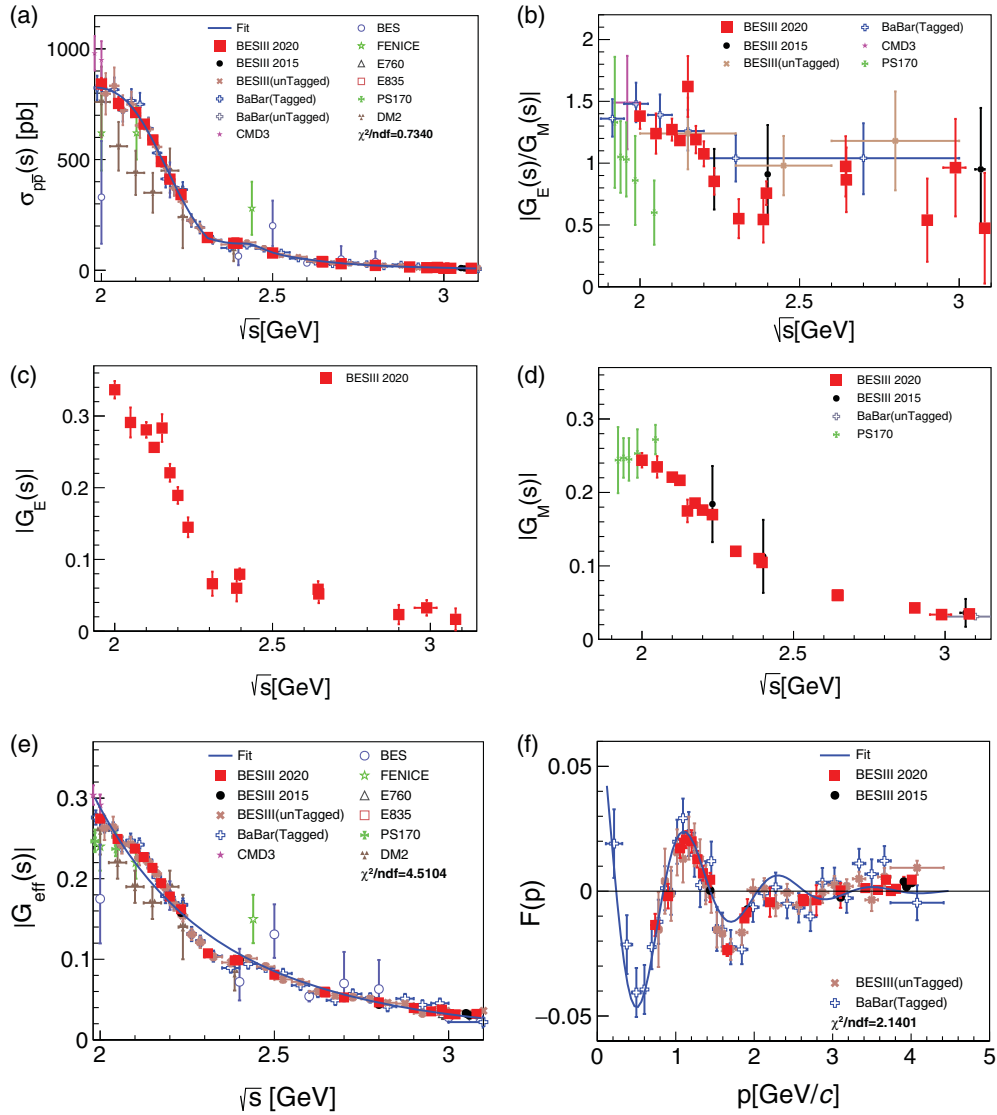 (a)
σpp̅(s) [pb]
1000
500
0
2
2.5
3
√s[GeV]
Fit
BESIII 2020
BESIII 2015
BESIII(unTagged)
BaBar(Tagged)
BaBar(unTagged)
CMD3
BES
FENICE
E760
E835
PS170
DM2
χ²/ndf=0.7340
(b)
|G_E(s)/G_M(s)|
2
1.5
1
0.5
0
2
2.5
3
√s[GeV]
BESIII 2020
BESIII 2015
BESIII(unTagged)
BaBar(Tagged)
CMD3
PS170
(c)
|G_E(s)|
0.3
0.2
0.1
0
2
2.5
3
√s[GeV]
BESIII 2020
(d)
|G_M(s)|
0.3
0.2
0.1
0
2
2.5
3
√s[GeV]
BESIII 2020
BESIII 2015
BaBar(unTagged)
PS170
(e)
|G_eff(s)|
0.3
0.2
0.1
0
2
2.5
3
√s [GeV]
Fit
BESIII 2020
BESIII 2015
BESIII(unTagged)
BaBar(Tagged)
CMD3
BES
FENICE
E760
E835
PS170
DM2
χ²/ndf=4.5104
(f)
F(p)
0.05
0
−0.05
0
1
2
3
4
5
p[GeV/c]
Fit
BESIII 2020
BESIII 2015
BESIII(unTagged)
BaBar(Tagged)
χ²/ndf=2.1401